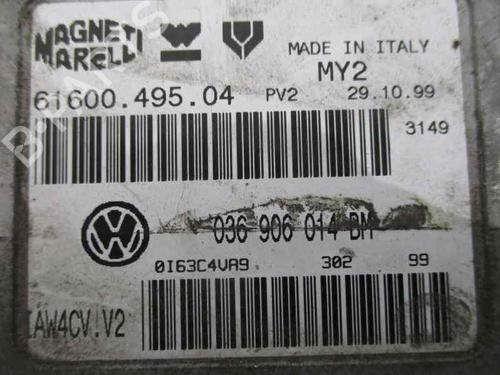 MAGNETI
MARELLI
MADE IN ITALY
MY2
61600.495.04 PV2 29.10.99
3149
036 906 014 BM
0I63C4VA9 302 99
IAW4CV.V2